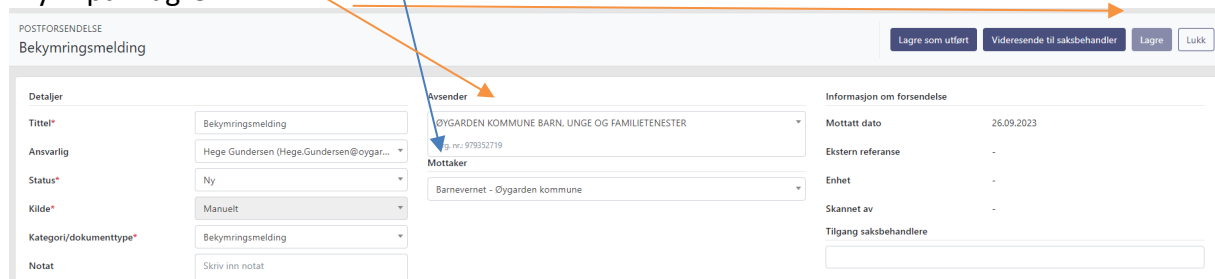 POSTFORSENDELSE
Bekymringsmelding
Lagre som utført
Videresende til saksbehandler
Lagre
Lukk
Detaljer
Tittel*
Bekymringsmelding
Ansvarlig
Hege Gundersen (Hege.Gundersen@oygar...
Status*
Ny
Kilde*
Manuelt
Kategori/dokumenttype*
Bekymringsmelding
Notat
Skriv inn notat
Avsender
ØYGARDEN KOMMUNE BARN, UNGE OG FAMILIETENESTER
nr.: 979352719
Mottaker
Barnevernet - Øygarden kommune
Informasjon om forsendelse
Mottatt dato
26.09.2023
Ekstern referanse
-
Enhet
-
Skannet av
-
Tilgang saksbehandlere